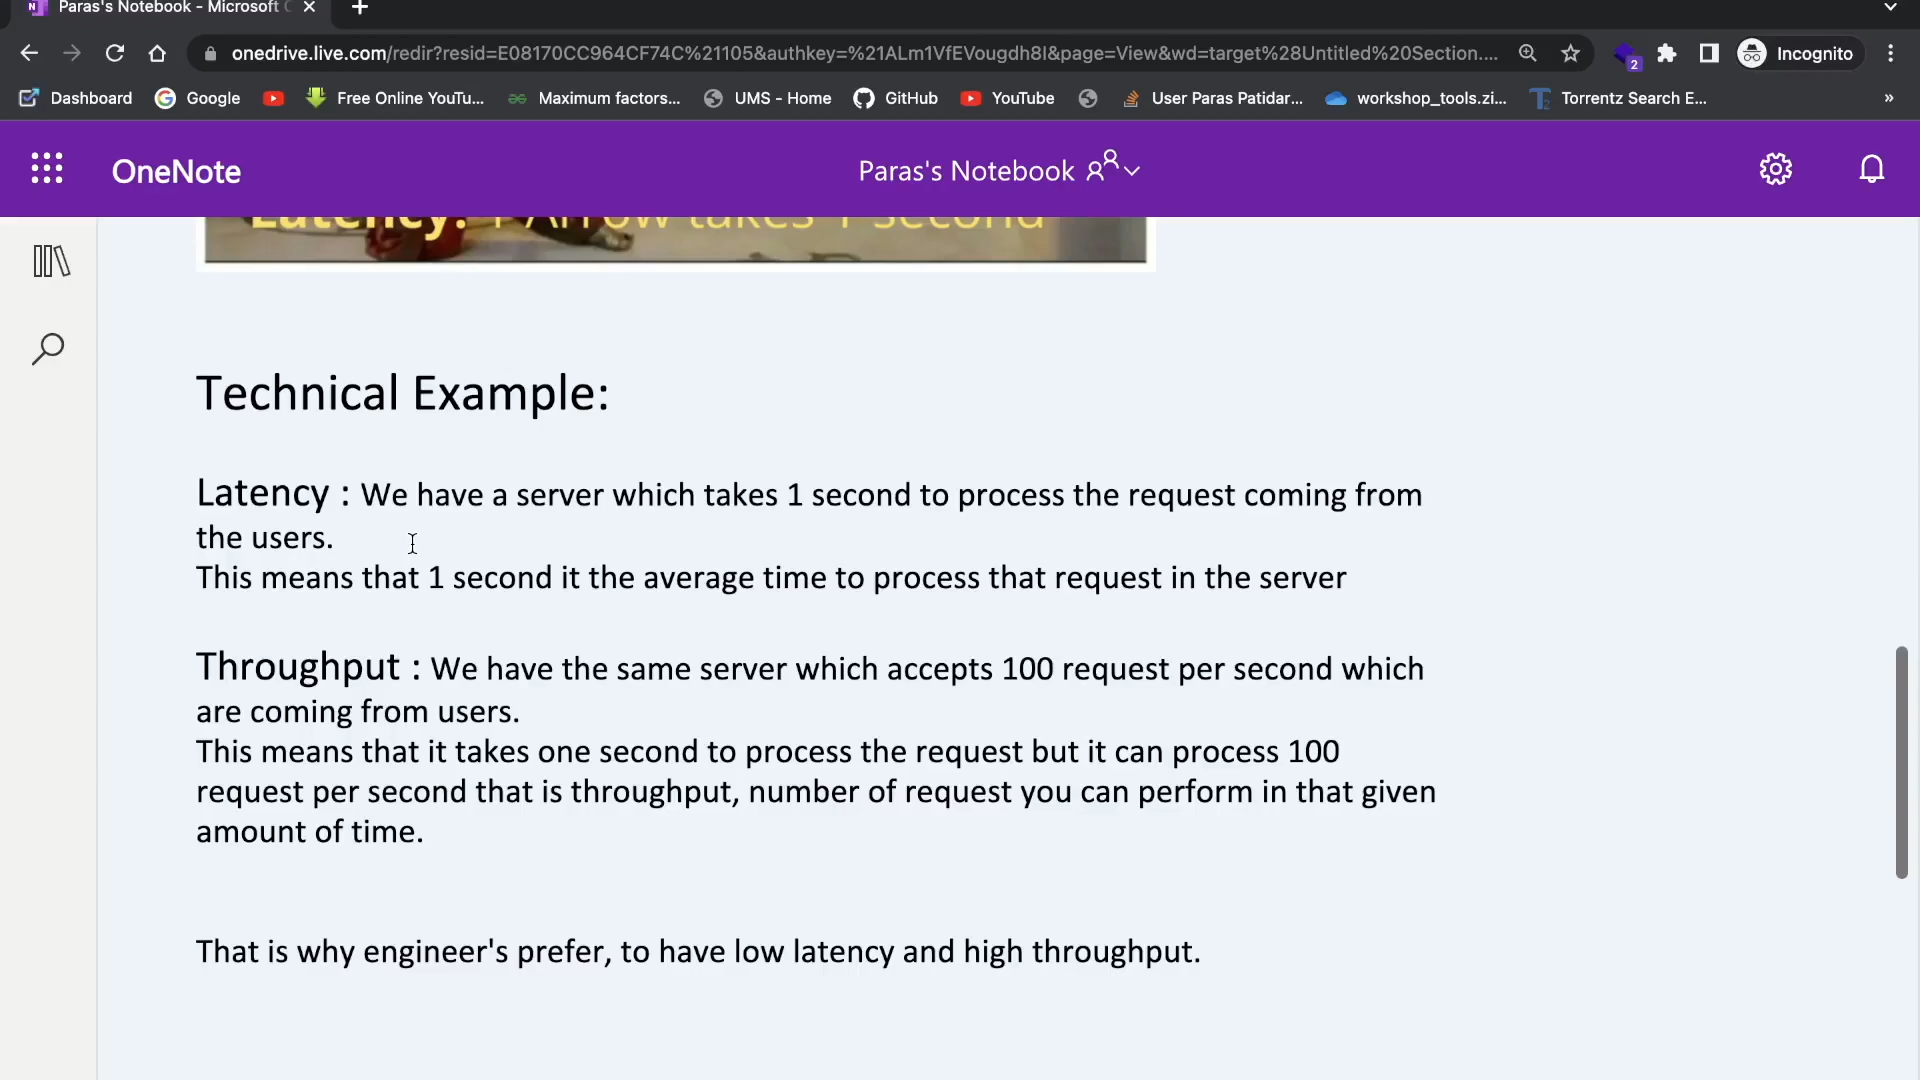 Paras's Notebook - Microsoft
onedrive.live.com/redir?resid=E08170CC964CF74C%21105&authkey=%21ALm1VfEVougdh8I&page=View&wd=target%28Untitled%20Section....
2
Incognito
Dashboard Google Free Online YouTu... Maximum factors... UMS - Home GitHub YouTube User Paras Patidar... workshop_tools.zi... Torrentz Search E... »
OneNote Paras's Notebook
Latency: 1 Arrow takes 1 second
Technical Example:
Latency : We have a server which takes 1 second to process the request coming from
the users.
This means that 1 second it the average time to process that request in the server
Throughput : We have the same server which accepts 100 request per second which
are coming from users.
This means that it takes one second to process the request but it can process 100
request per second that is throughput, number of request you can perform in that given
amount of time.
That is why engineer's prefer, to have low latency and high throughput.